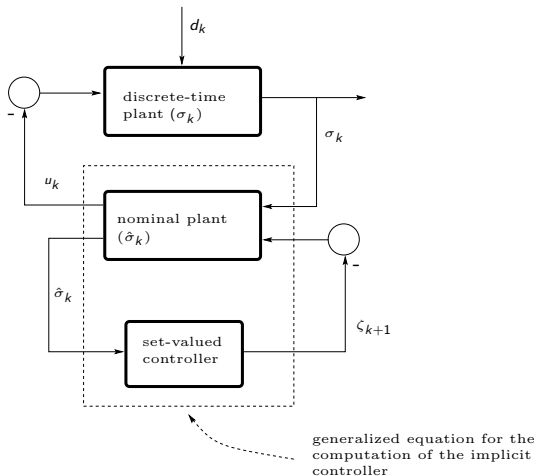 d_k
discrete-time
plant (σ_k)
-
σ_k
u_k
nominal plant
(σ̂_k)
-
σ̂_k
ζ_{k+1}
set-valued
controller
generalized equation for the
computation of the implicit
controller